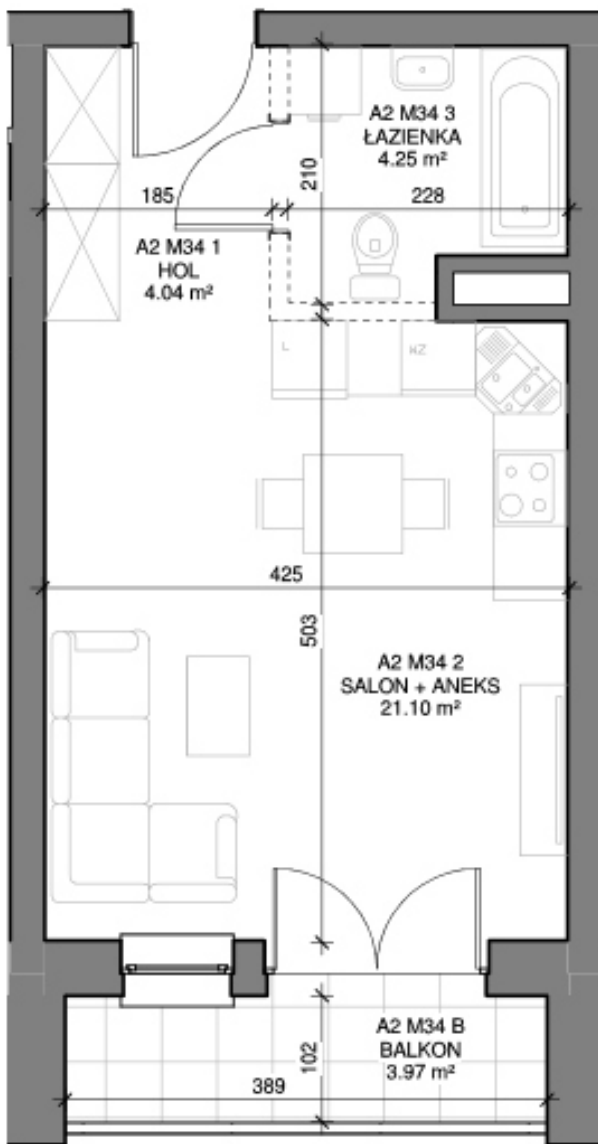 A2 M34 3
ŁAZIENKA
4.25 m²
210
185
228
A2 M34 1
HOL
4.04 m²
L
WZ
425
503
A2 M34 2
SALON + ANEKS
21.10 m²
A2 M34 B
BALKON
3.97 m²
102
389